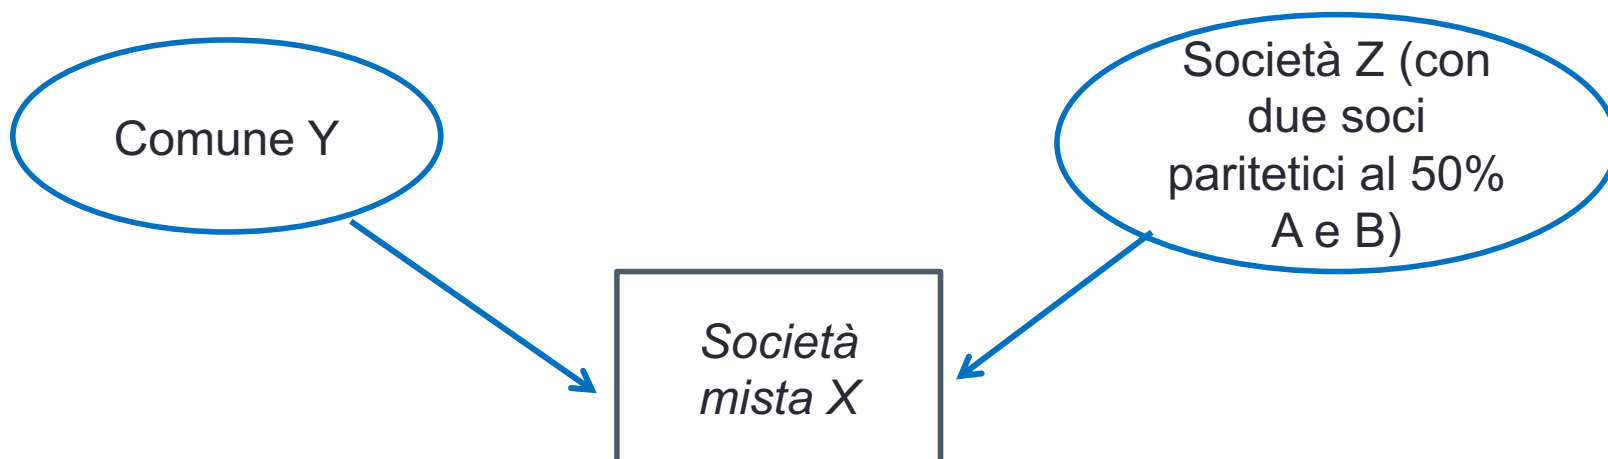 Comune Y
Società Z (con
due soci
paritetici al 50%
A e B)
Società
mista X